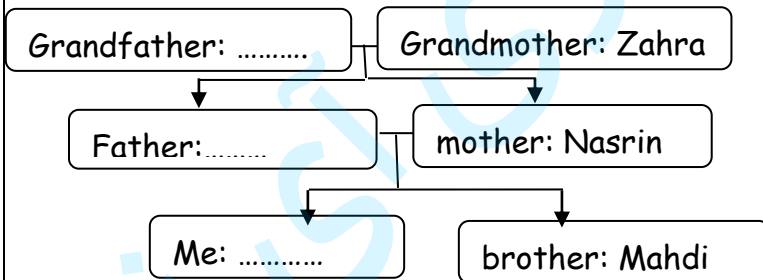 Grandfather: ..........
Grandmother: Zahra
Father:.........
mother: Nasrin
Me: ............
brother: Mahdi